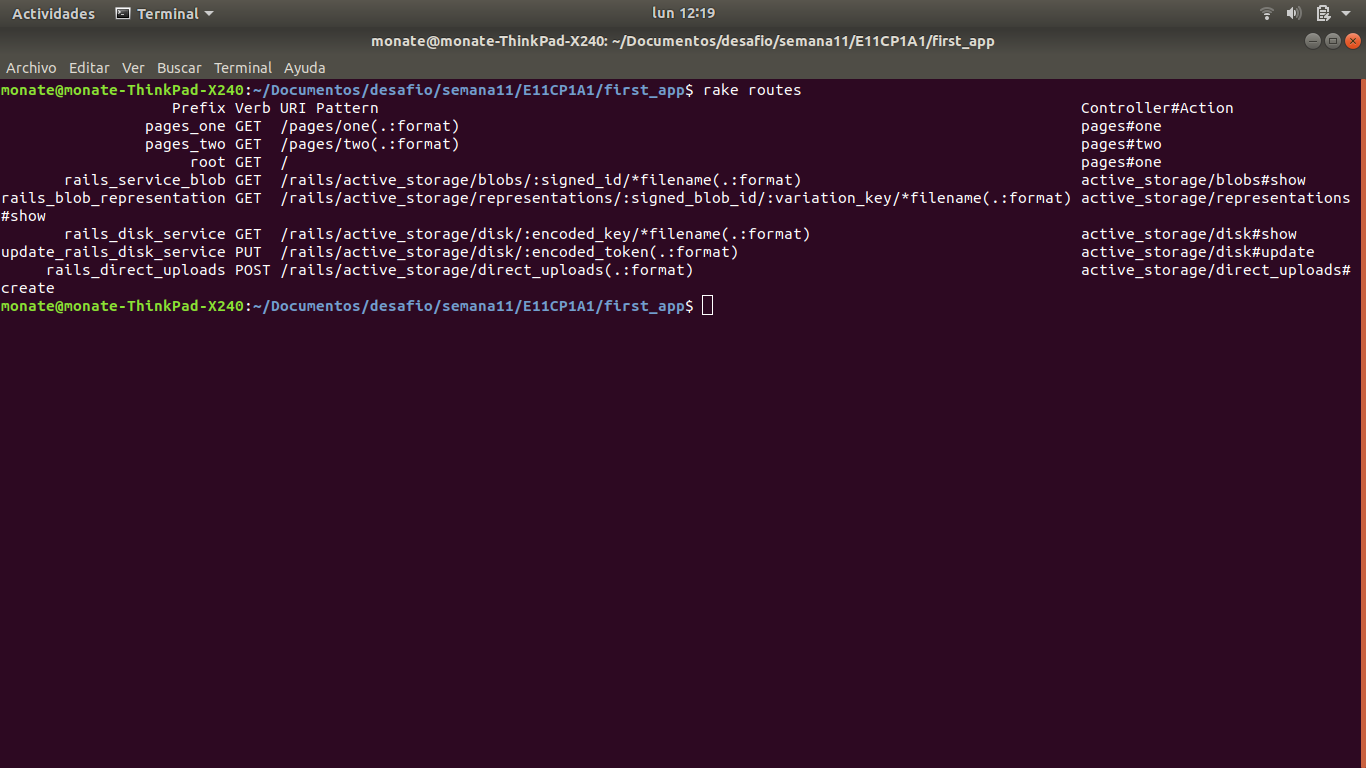 Actividades Terminal lun 12:19
monate@monate-ThinkPad-X240: ~/Documentos/desafio/semana11/E11CP1A1/first_app
Archivo Editar Ver Buscar Terminal Ayuda
monate@monate-ThinkPad-X240:~/Documentos/desafio/semana11/E11CP1A1/first_app$ rake routes
Prefix Verb URI Pattern Controller#Action
pages_one GET /pages/one(.:format) pages#one
pages_two GET /pages/two(.:format) pages#two
root GET / pages#one
rails_service_blob GET /rails/active_storage/blobs/:signed_id/*filename(.:format) active_storage/blobs#show
rails_blob_representation GET /rails/active_storage/representations/:signed_blob_id/:variation_key/*filename(.:format) active_storage/representations
#show
rails_disk_service GET /rails/active_storage/disk/:encoded_key/*filename(.:format) active_storage/disk#show
update_rails_disk_service PUT /rails/active_storage/disk/:encoded_token(.:format) active_storage/disk#update
rails_direct_uploads POST /rails/active_storage/direct_uploads(.:format) active_storage/direct_uploads#
create
monate@monate-ThinkPad-X240:~/Documentos/desafio/semana11/E11CP1A1/first_app$